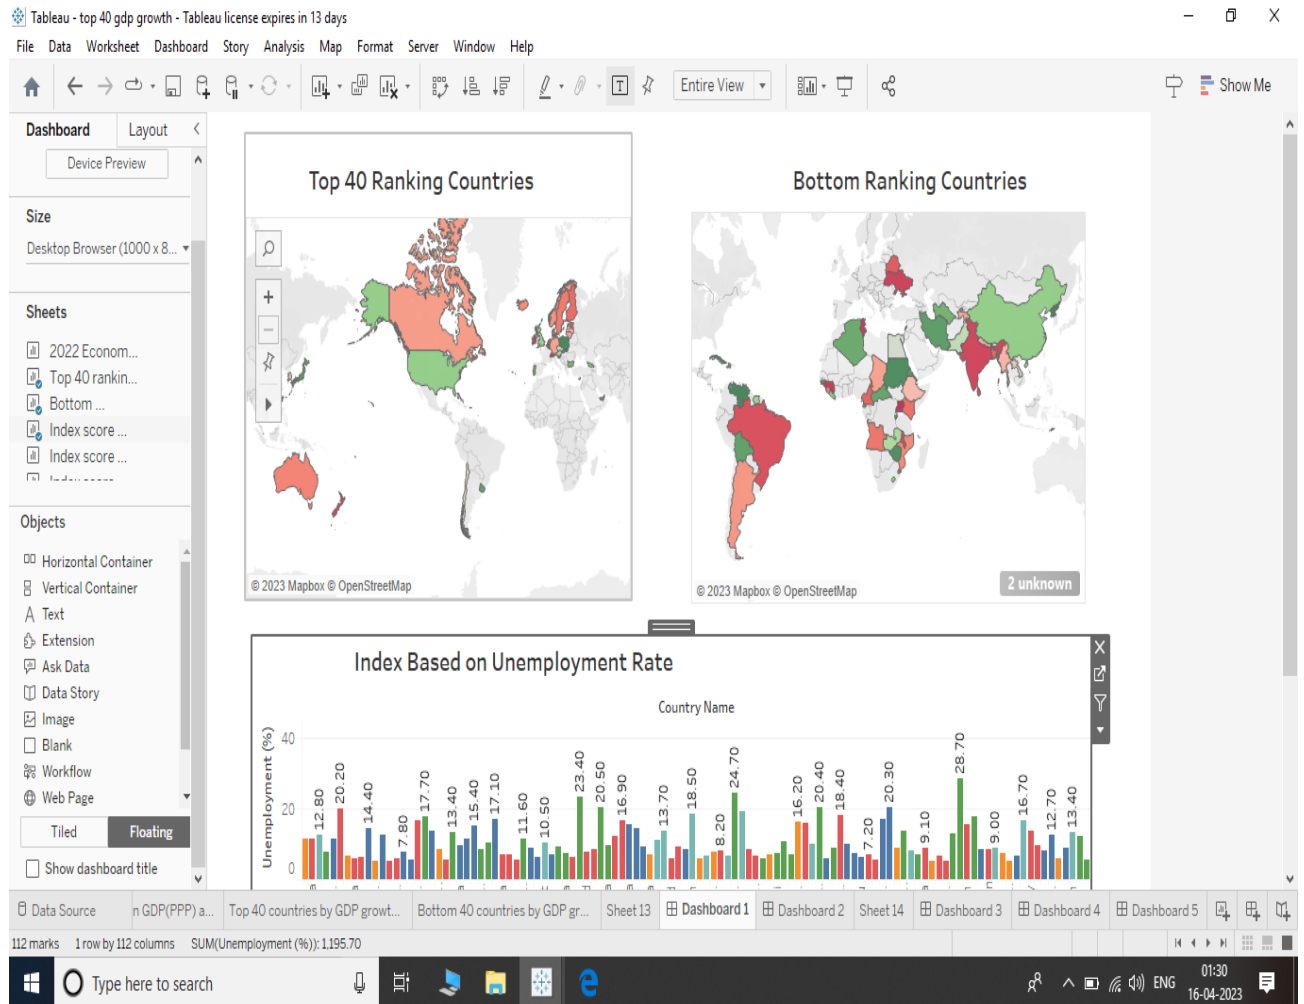 Tableau - top 40 gdp growth - Tableau license expires in 13 days
File Data Worksheet Dashboard Story Analysis Map Format Server Window Help
Entire View
Show Me
Dashboard Layout
Device Preview
Size
Desktop Browser (1000 x 8...
Sheets
2022 Econom...
Top 40 rankin...
Bottom ...
Index score ...
Index score ...
Objects
Horizontal Container
Vertical Container
Text
Extension
Ask Data
Data Story
Image
Blank
Workflow
Web Page
Tiled Floating
Show dashboard title
Top 40 Ranking Countries
© 2023 Mapbox © OpenStreetMap
Bottom Ranking Countries
© 2023 Mapbox © OpenStreetMap
2 unknown
Index Based on Unemployment Rate
Country Name
Unemployment (%)
40
20
0
12.80 20.20 14.40 7.80 17.70 13.40 15.40 17.10 11.60 10.50 23.40 20.50 16.90 13.70 18.50 8.20 24.70 16.20 20.40 18.40 7.20 20.30 9.10 28.70 9.00 16.70 12.70 13.40
Data Source n GDP(PPP) a... Top 40 countries by GDP growt... Bottom 40 countries by GDP gr... Sheet 13 Dashboard 1 Dashboard 2 Sheet 14 Dashboard 3 Dashboard 4 Dashboard 5
112 marks 1 row by 112 columns SUM(Unemployment (%)): 1,195.70
Type here to search
ENG
01:30
16-04-2023